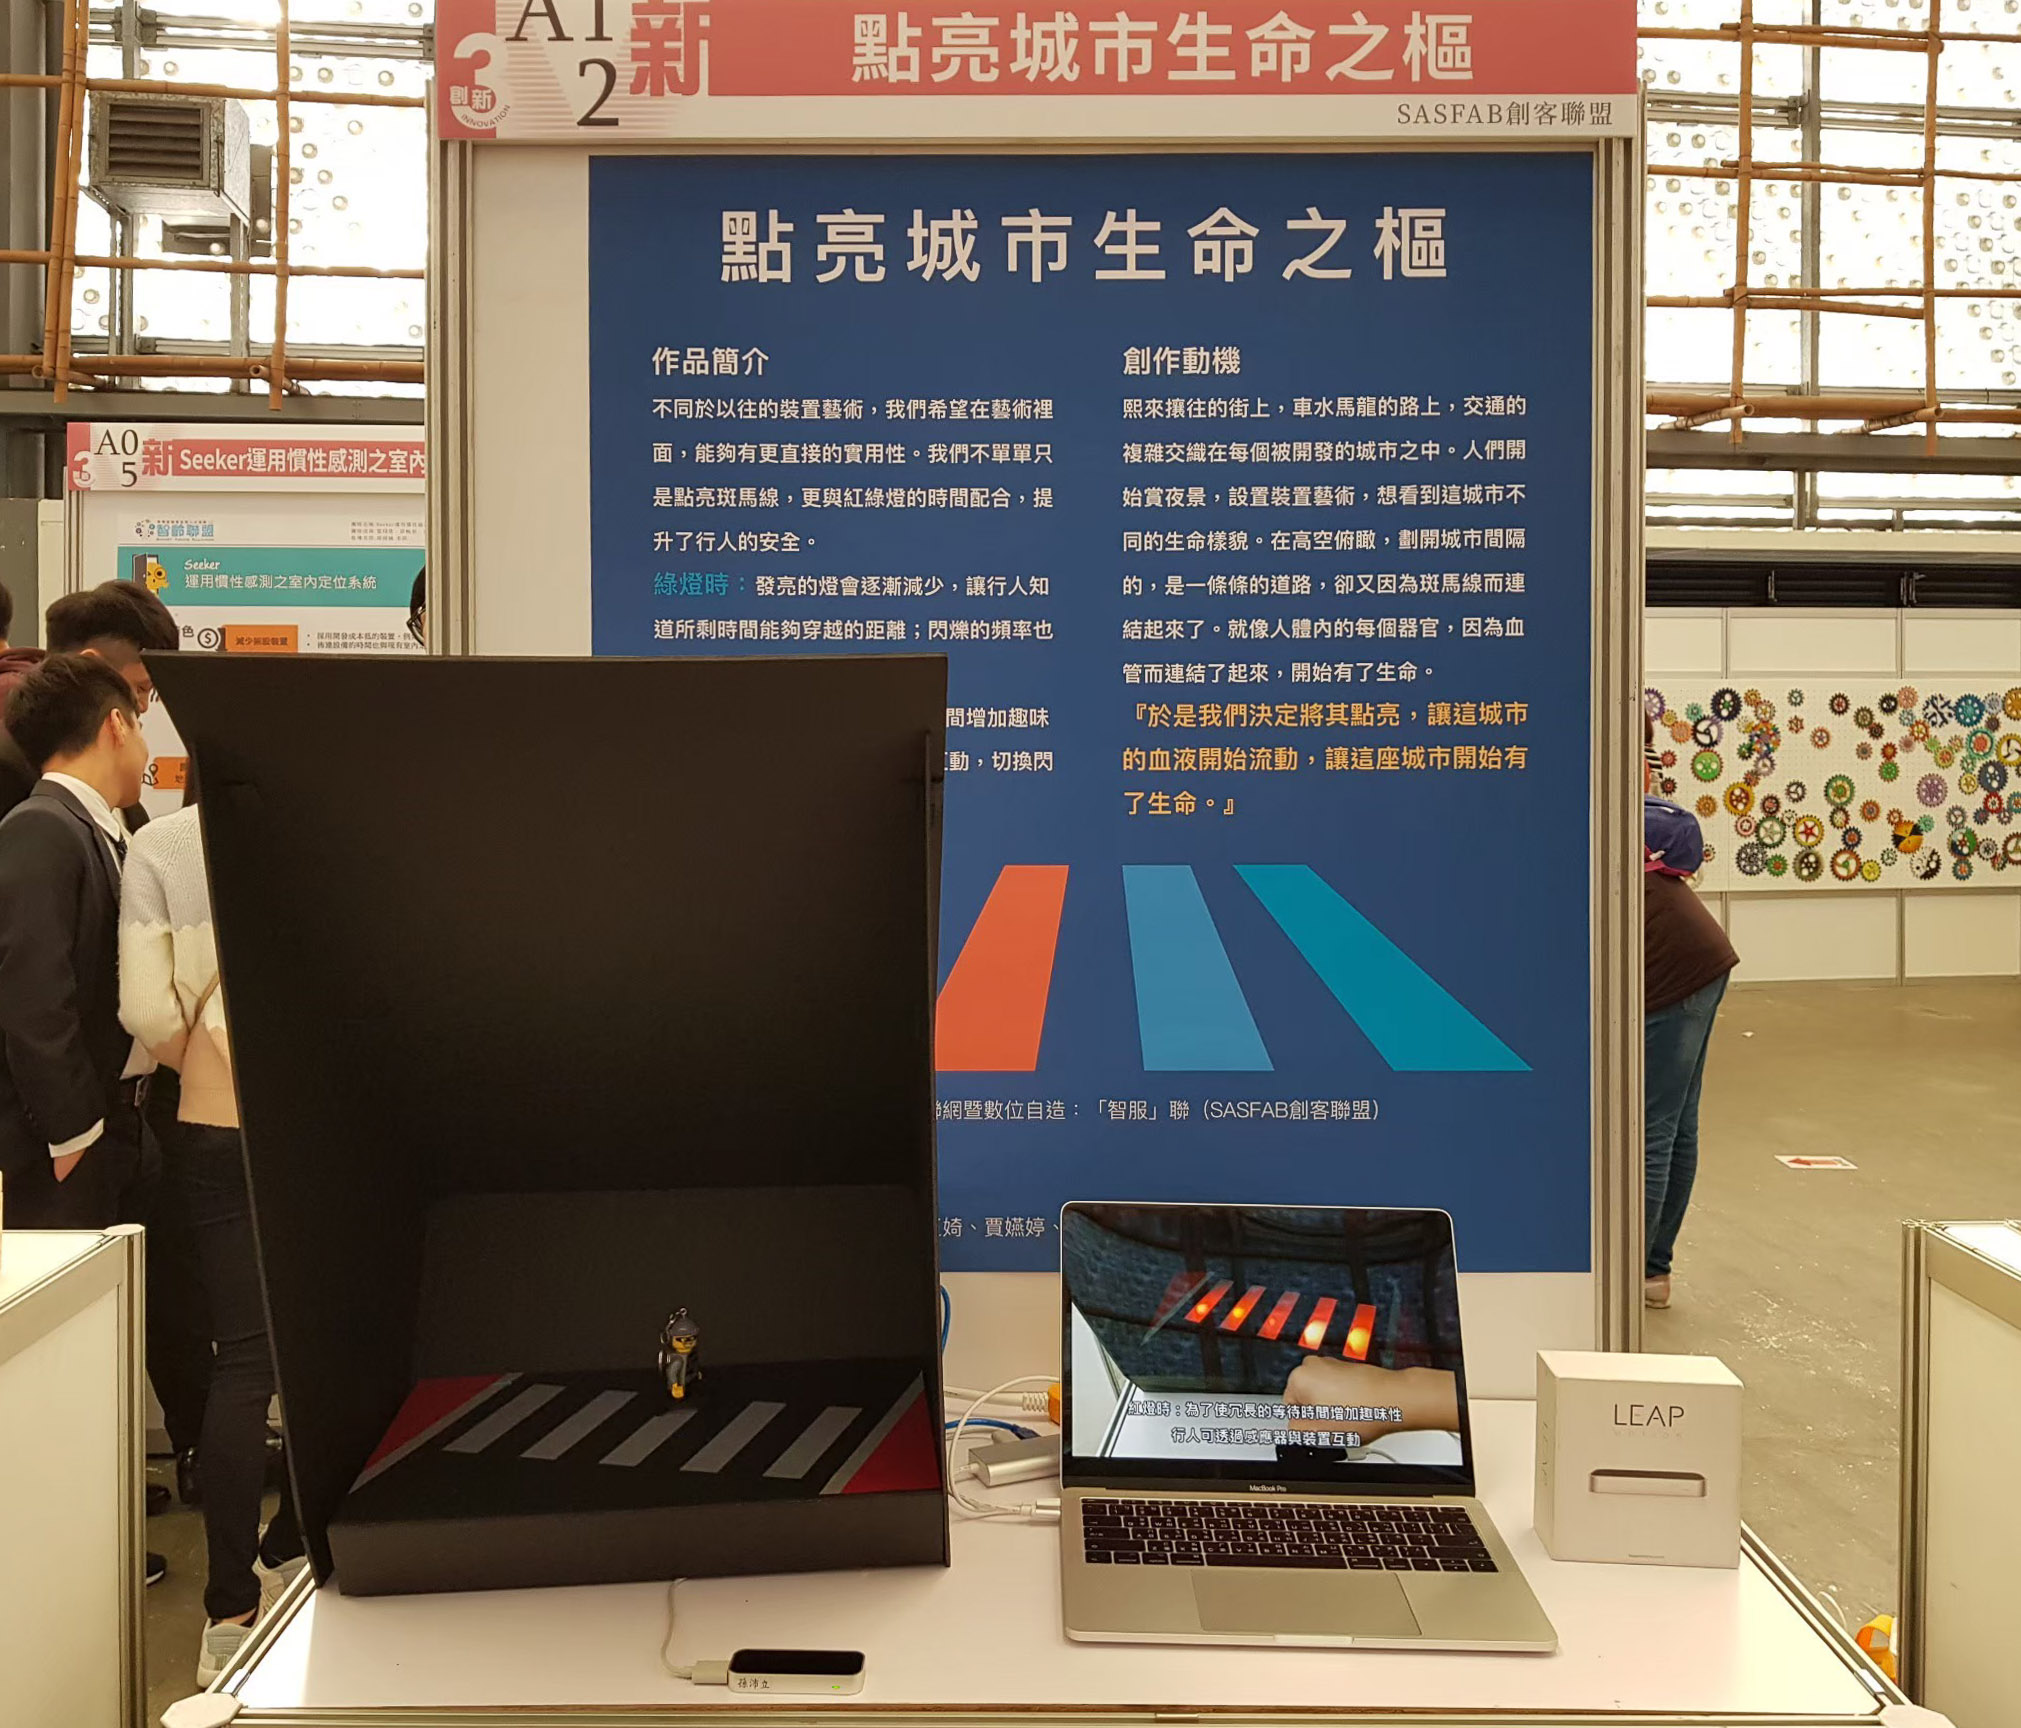 A1
2
新
3
創新
INNOVATION
點亮城市生命之樞
SASFAB創客聯盟
點亮城市生命之樞
作品簡介
不同於以往的裝置藝術，我們希望在藝術裡
面，能夠有更直接的實用性。我們不單單只
是點亮斑馬線，更與紅綠燈的時間配合，提
升了行人的安全。
綠燈時：發亮的燈會逐漸減少，讓行人知
道所剩時間能夠穿越的距離；閃爍的頻率也
間增加趣味
動，切換閃
創作動機
熙來攘往的街上，車水馬龍的路上，交通的
複雜交織在每個被開發的城市之中。人們開
始賞夜景，設置裝置藝術，想看到這城市不
同的生命樣貌。在高空俯瞰，劃開城市間隔
的，是一條條的道路，卻又因為斑馬線而連
結起來了。就像人體內的每個器官，因為血
管而連結了起來，開始有了生命。
『於是我們決定將其點亮，讓這城市
的血液開始流動，讓這座城市開始有
了生命。』
網暨數位自造：「智服」聯（SASFAB創客聯盟）
婍、賈嬿婷、
A0
5
新
3
Seeker運用慣性感測之室內
智齡聯盟
Seeker
運用慣性感測之室內定位系統
色
減少架設裝置
紅燈時：為了使冗長的等待時間增加趣味性
行人可透過感應器與裝置互動
MacBook Pro
LEAP
MOTION
孫沛立